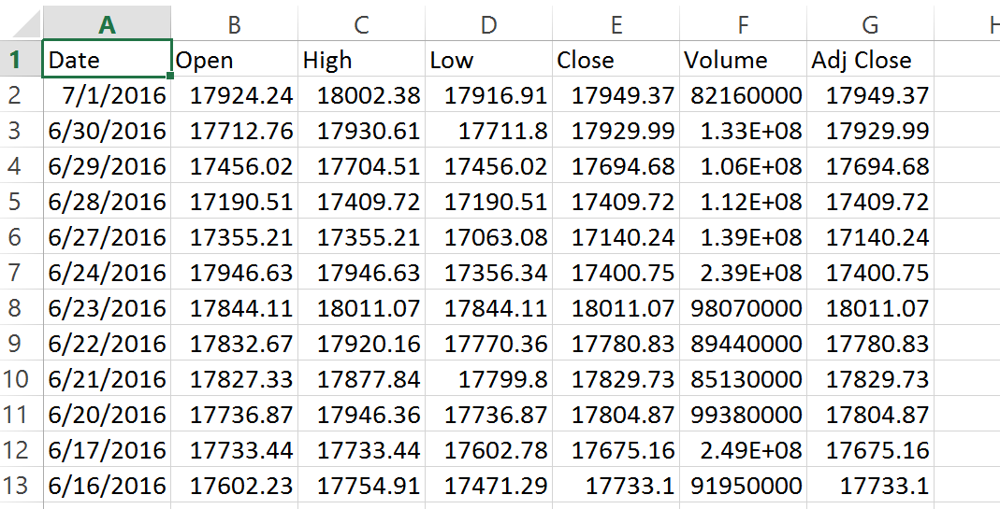 A B C D E F G H
1 Date Open High Low Close Volume Adj Close
2 7/1/2016 17924.24 18002.38 17916.91 17949.37 82160000 17949.37
3 6/30/2016 17712.76 17930.61 17711.8 17929.99 1.33E+08 17929.99
4 6/29/2016 17456.02 17704.51 17456.02 17694.68 1.06E+08 17694.68
5 6/28/2016 17190.51 17409.72 17190.51 17409.72 1.12E+08 17409.72
6 6/27/2016 17355.21 17355.21 17063.08 17140.24 1.39E+08 17140.24
7 6/24/2016 17946.63 17946.63 17356.34 17400.75 2.39E+08 17400.75
8 6/23/2016 17844.11 18011.07 17844.11 18011.07 98070000 18011.07
9 6/22/2016 17832.67 17920.16 17770.36 17780.83 89440000 17780.83
10 6/21/2016 17827.33 17877.84 17799.8 17829.73 85130000 17829.73
11 6/20/2016 17736.87 17946.36 17736.87 17804.87 99380000 17804.87
12 6/17/2016 17733.44 17733.44 17602.78 17675.16 2.49E+08 17675.16
13 6/16/2016 17602.23 17754.91 17471.29 17733.1 91950000 17733.1